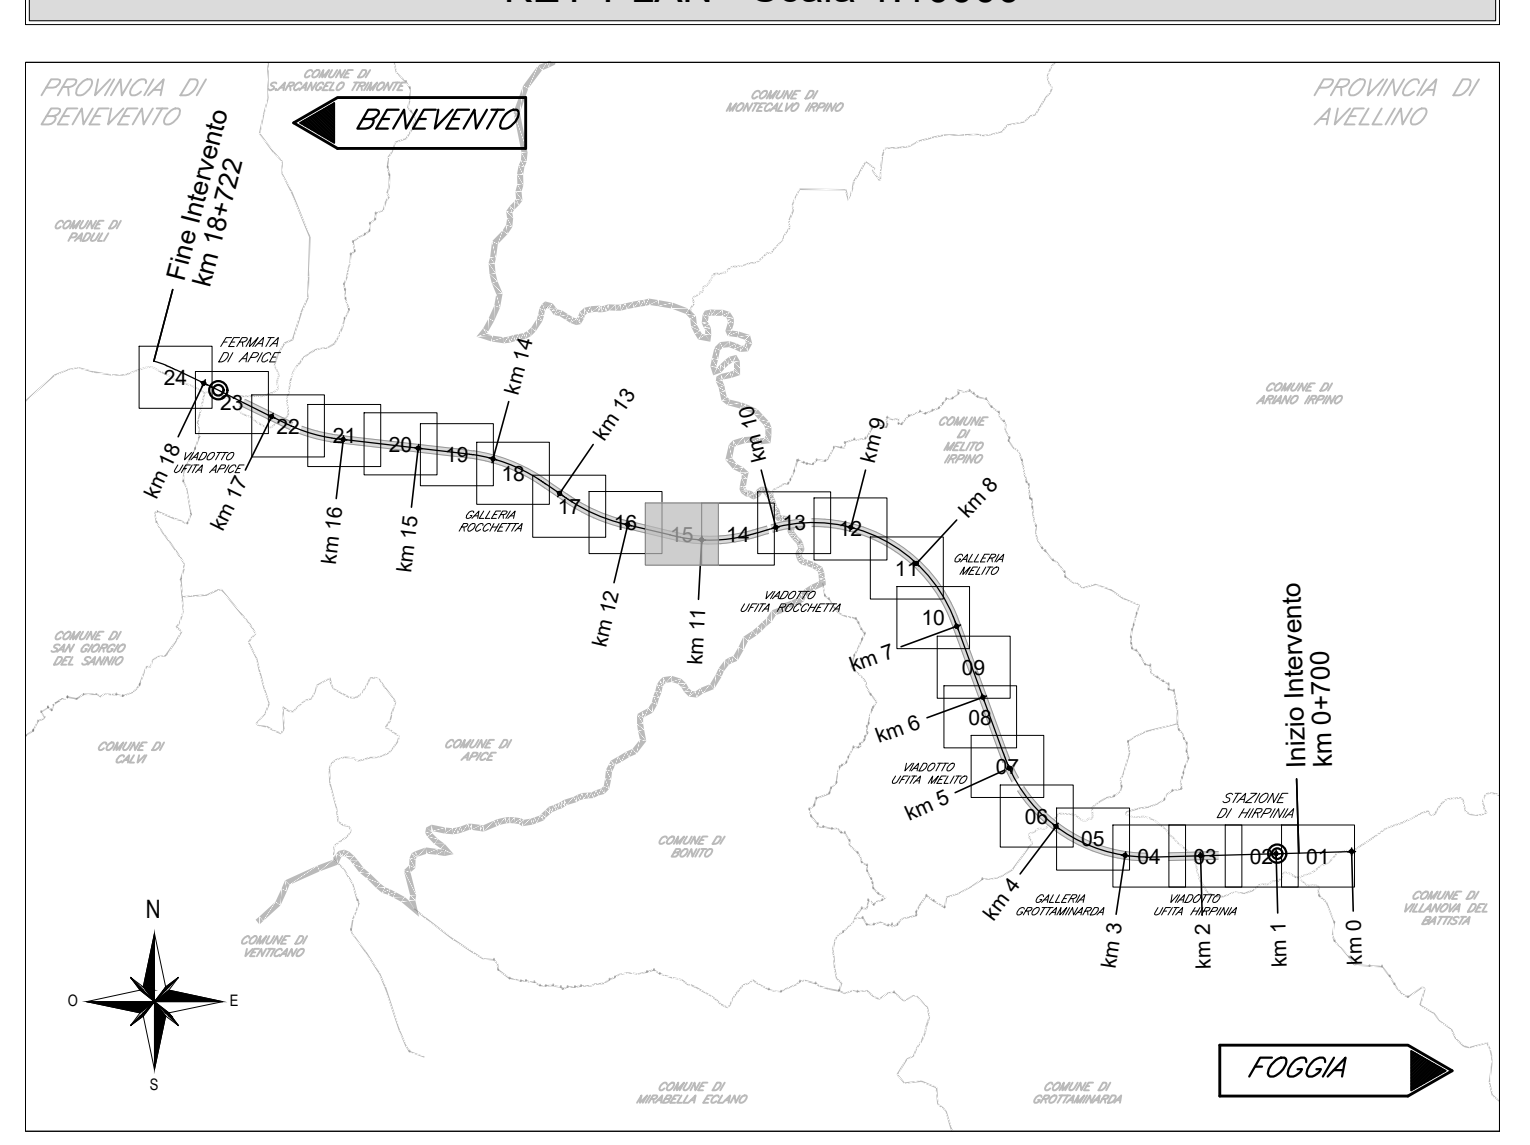 PROVINCIA DI
BENEVENTO
COMUNE DI
S.ARCANGELO TRIMONTE
BENEVENTO
COMUNE DI
MONTECALVO IRPINO
PROVINCIA DI
AVELLINO
Fine Intervento
km 18+722
COMUNE DI
PADULI
FERMATA
DI APICE
24
23
22
21
20
19
18
17
16
15
14
13
12
11
10
09
08
07
06
05
04
03
02
01
km 18
km 17
km 16
km 15
km 14
km 13
km 12
km 11
km 10
km 9
km 8
km 7
km 6
km 5
km 4
km 3
km 2
km 1
km 0
VIADOTTO
UFITA APICE
GALLERIA
ROCCHETTA
VIADOTTO
UFITA ROCCHETTA
GALLERIA
MELITO
VIADOTTO
UFITA MELITO
GALLERIA
GROTTAMINARDA
VIADOTTO
UFITA HIRPINIA
STAZIONE
DI HIRPINIA
Inizio Intervento
km 0+700
COMUNE DI
ARIANO IRPINO
COMUNE
DI
MELITO
IRPINO
COMUNE DI
SAN GIORGIO
DEL SANNIO
COMUNE DI
CALVI
COMUNE DI
APICE
COMUNE DI
BONITO
COMUNE DI
VILLANOVA DEL
BATTISTA
COMUNE DI
VENTICANO
COMUNE DI
MIRABELLA ECLANO
COMUNE DI
GROTTAMINARDA
N
O
E
S
FOGGIA